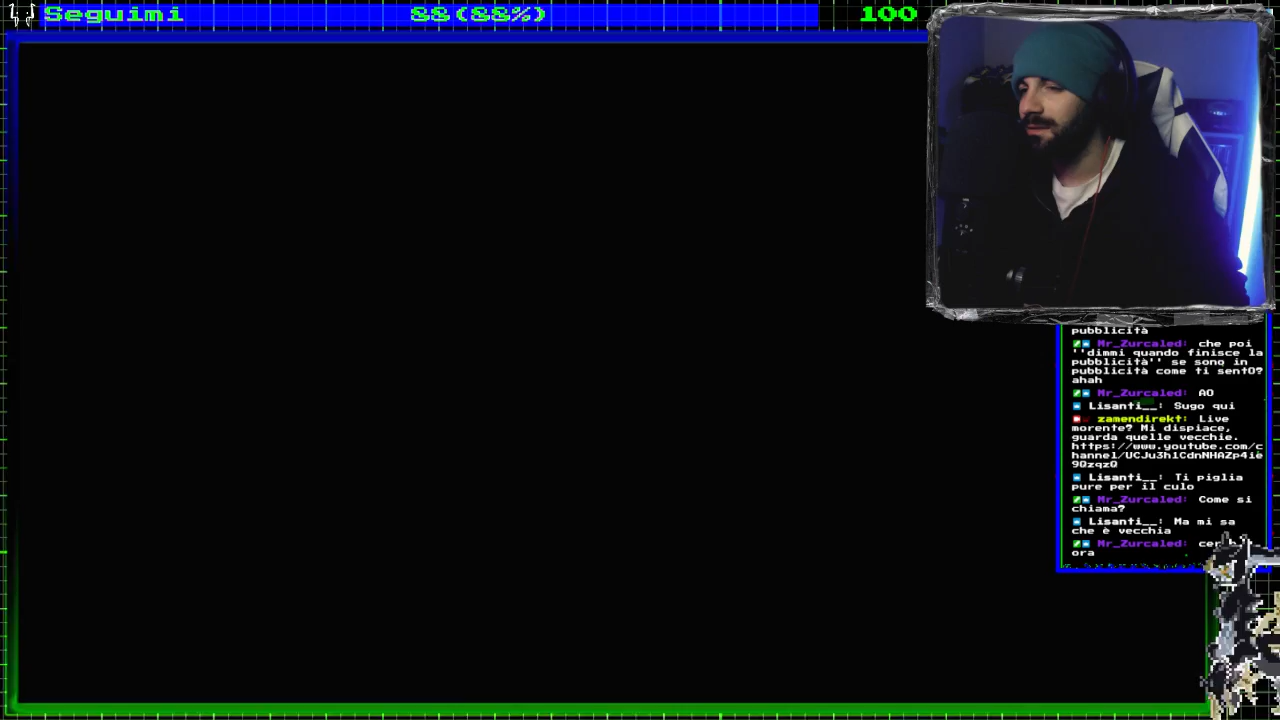 Seguimi 88(88%) 100
pubblicità
Mr_Zurcaled: che poi
''dimmi quando finisce la
pubblicità'' se sono in
pubblicità come ti sent0?
ahah
Mr_Zurcaled: AO
Lisanti__: Sugo qui
zamendirekt: Live
morente? Mi dispiace,
guarda quelle vecchie.
https://www.youtube.com/c
hannel/UCJu3h1CdnNHAZp4ie
9QzqzQ
Lisanti__: Ti piglia
pure per il culo
Mr_Zurcaled: Come si
chiama?
Lisanti__: Ma mi sa
che è vecchia
Mr_Zurcaled:
ora